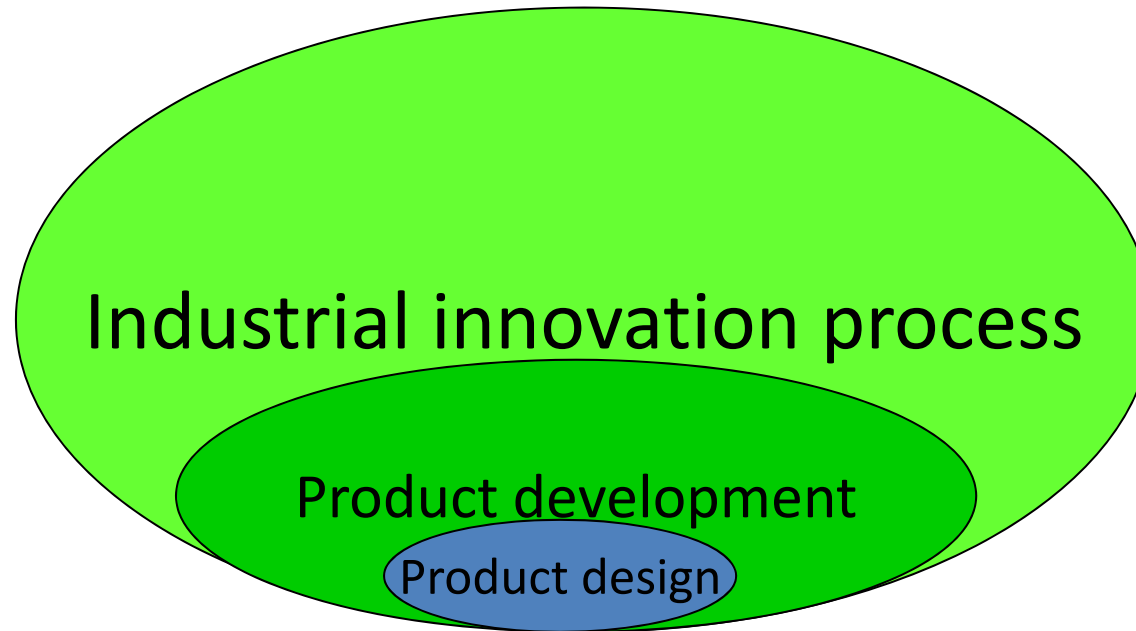 Industrial innovation process
Product development
Product design